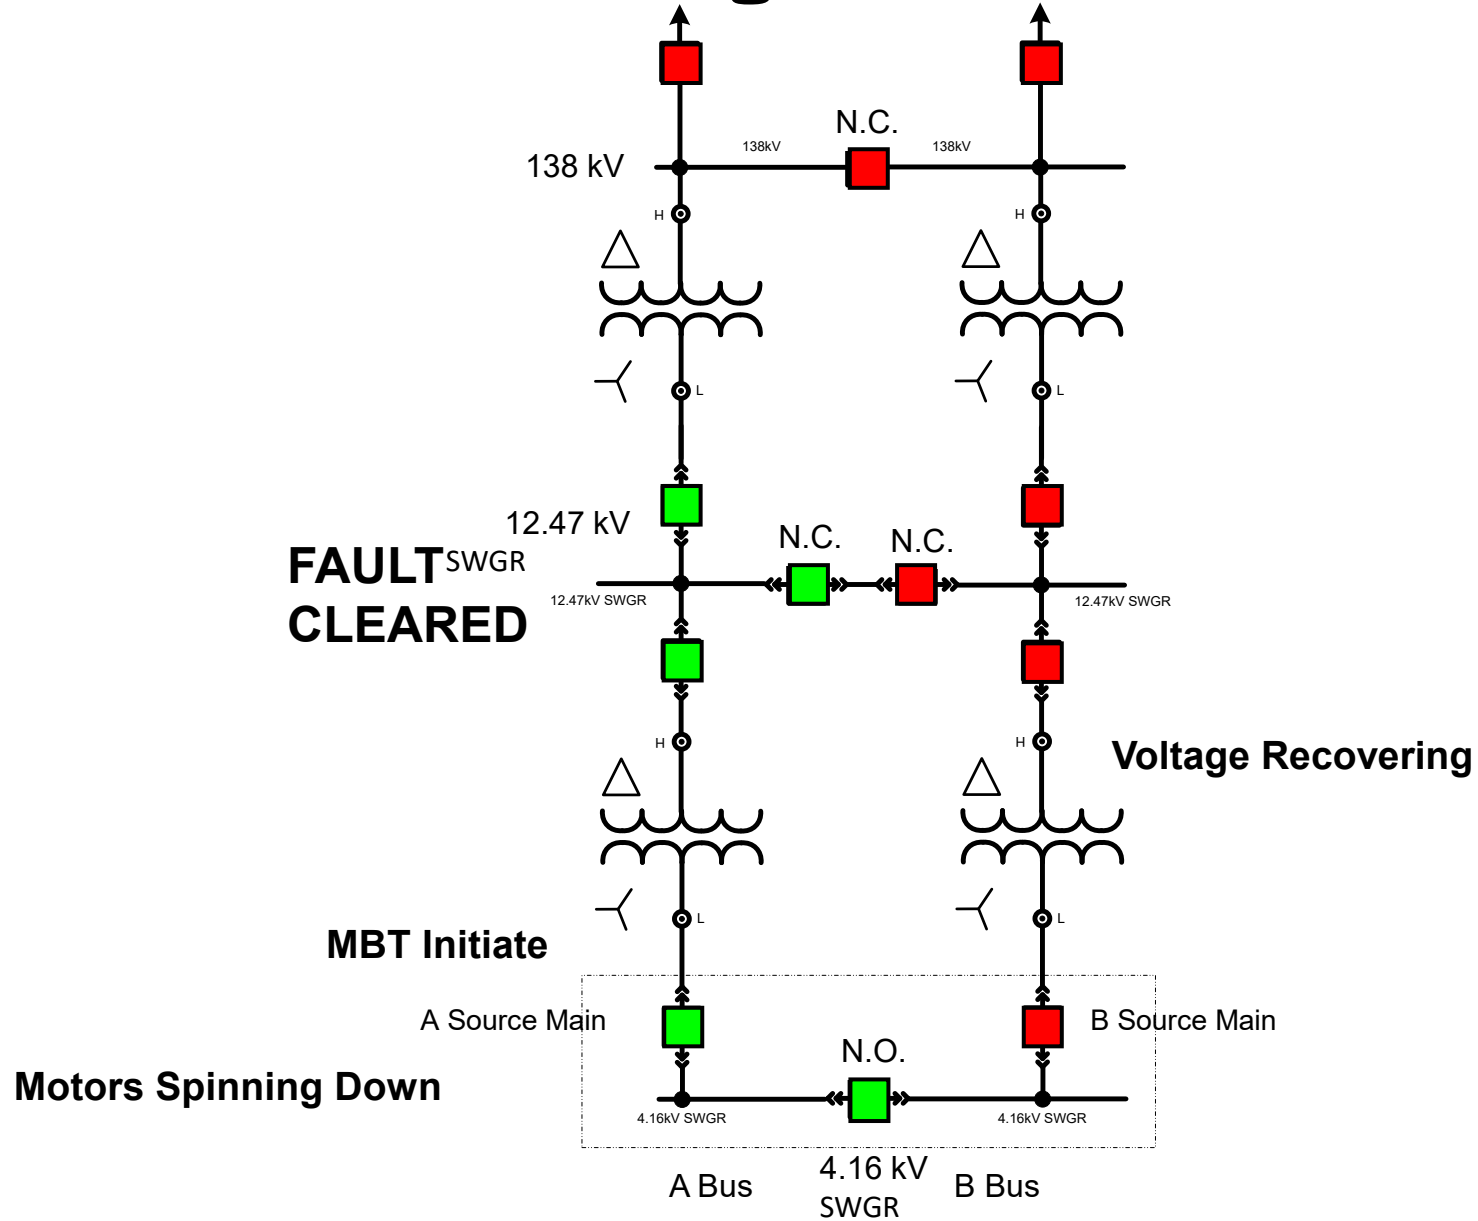 N.C.
138kV
138kV
138 kV
H
H
L
L
12.47 kV
SWGR
N.C.
N.C.
FAULT
CLEARED
12.47kV SWGR
12.47kV SWGR
H
H
Voltage Recovering
L
L
MBT Initiate
A Source Main
B Source Main
N.O.
Motors Spinning Down
4.16kV SWGR
4.16kV SWGR
4.16 kV
SWGR
A Bus
B Bus